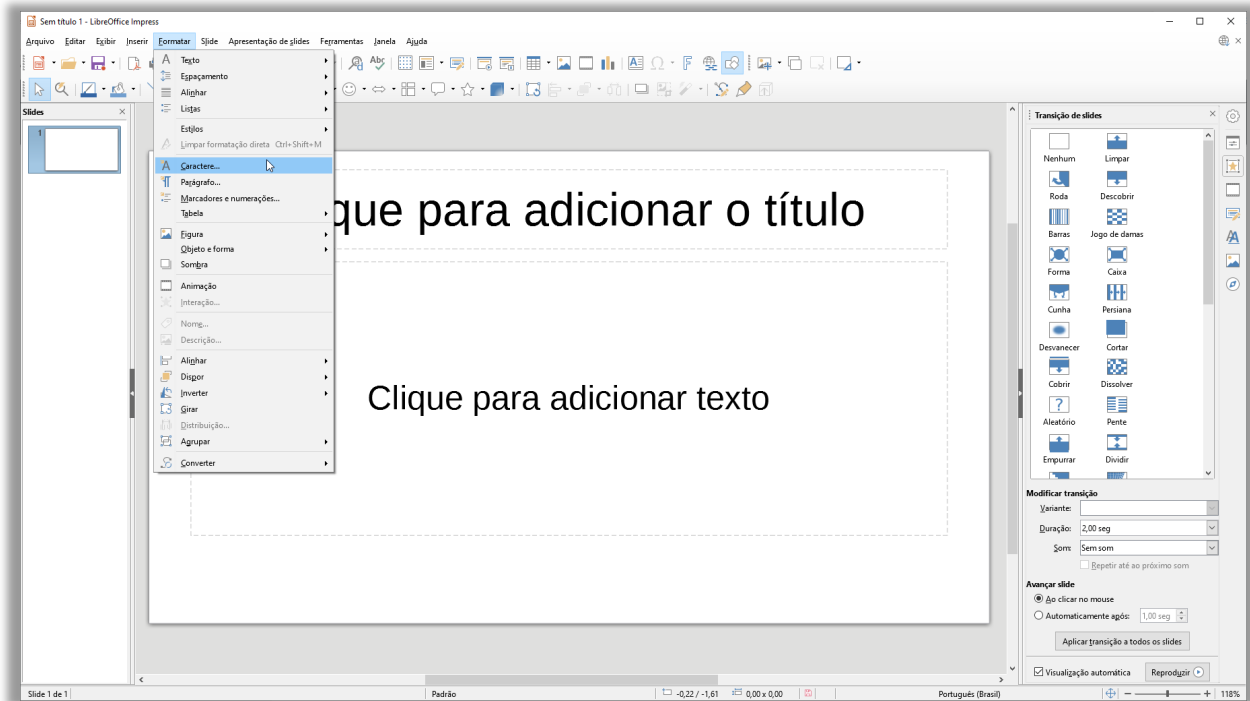 Sem título 1 - LibreOffice Impress
Arquivo Editar Exibir Inserir Formatar Slide Apresentação de slides Ferramentas Janela Ajuda
Slides
1
Texto
Espaçamento
Alinhar
Listas
Estilos
Limpar formatação direta Ctrl+Shift+M
Caractere...
Parágrafo...
Marcadores e numerações...
Tabela
Figura
Objeto e forma
Sombra
Animação
Interação...
Nome...
Descrição...
Alinhar
Dispor
Inverter
Girar
Distribuição...
Agrupar
Converter
que para adicionar o título
Clique para adicionar texto
Transição de slides
Nenhum Limpar
Roda Descobrir
Barras Jogo de damas
Forma Caixa
Cunha Persiana
Desvanecer Cortar
Cobrir Dissolver
Aleatório Pente
Empurrar Dividir
Modificar transição
Variante:
Duração: 2,00 seg
Som: Sem som
Repetir até ao próximo som
Avançar slide
Ao clicar no mouse
Automaticamente após: 1,00 seg
Aplicar transição a todos os slides
Visualização automática Reproduzir
Slide 1 de 1 Padrão -0,22 / -1,61 0,00 x 0,00 Português (Brasil) 118%